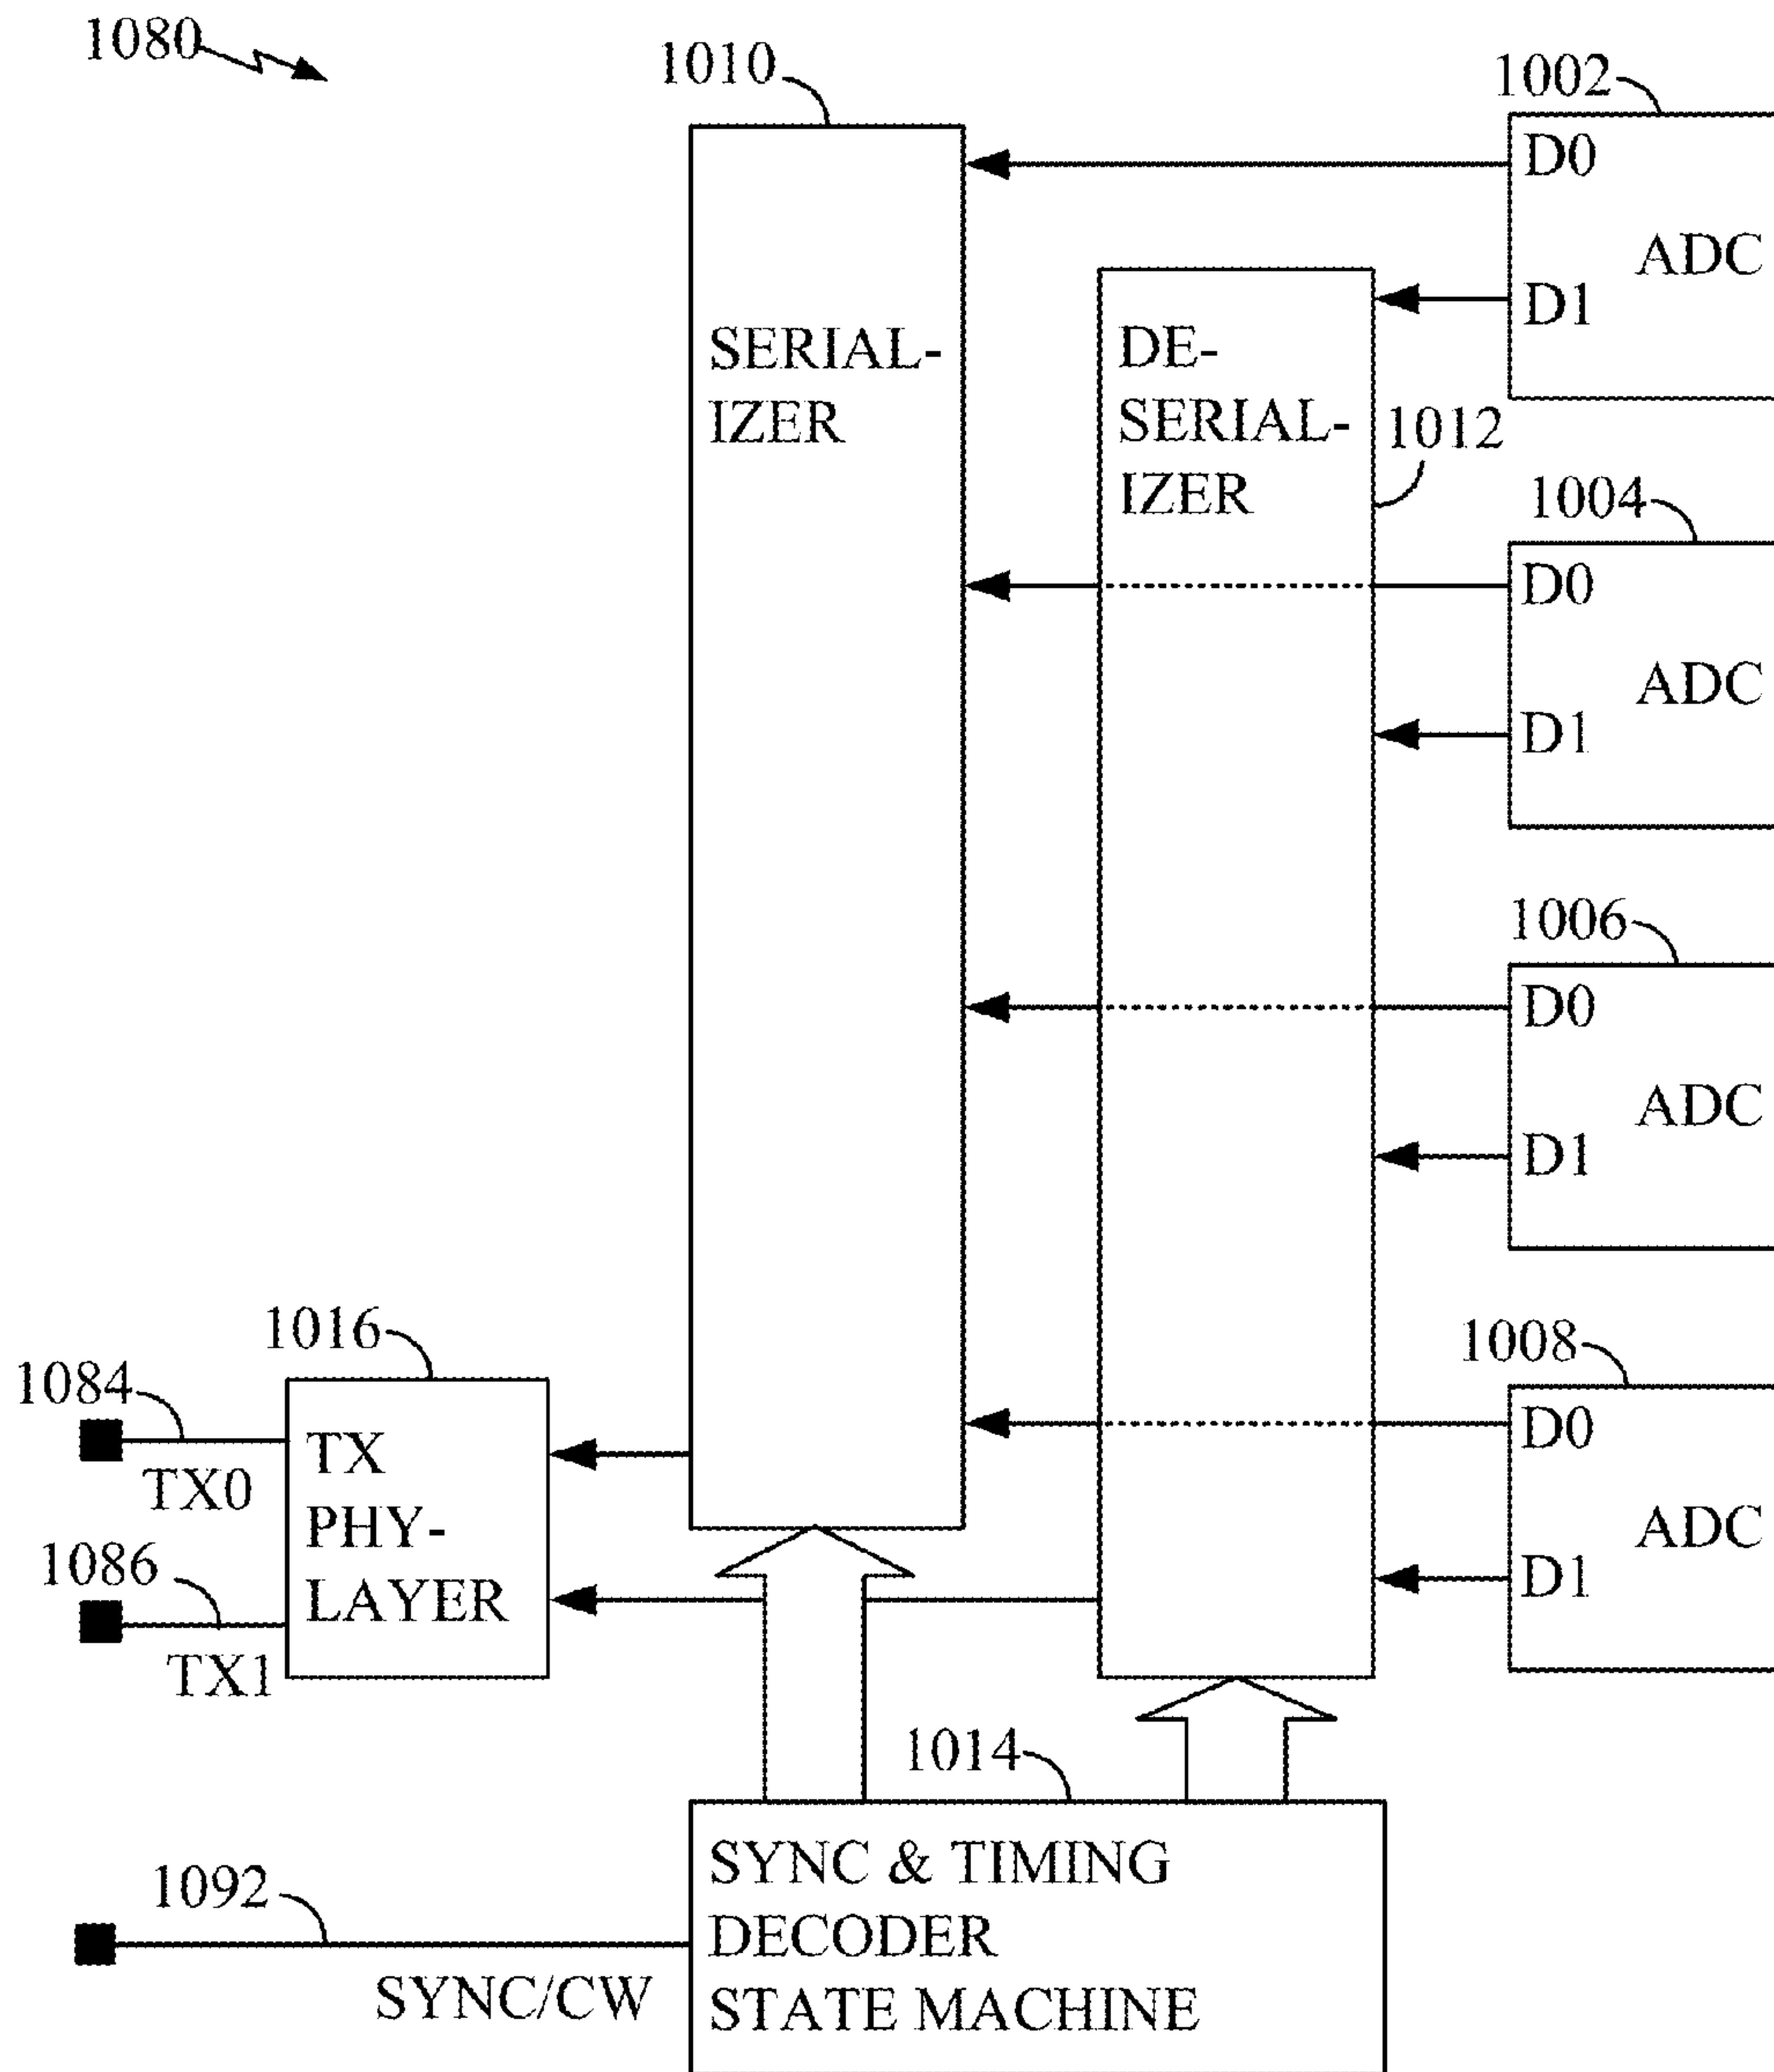 1080
1010
1002
D0
ADC
D1
SERIAL-
IZER
DE-
SERIAL-
IZER
1012
1004
D0
ADC
D1
1006
D0
ADC
D1
1016
1084
TX0
TX
PHY-
LAYER
1086
TX1
1008
D0
ADC
D1
1014
1092
SYNC/CW
SYNC & TIMING
DECODER
STATE MACHINE